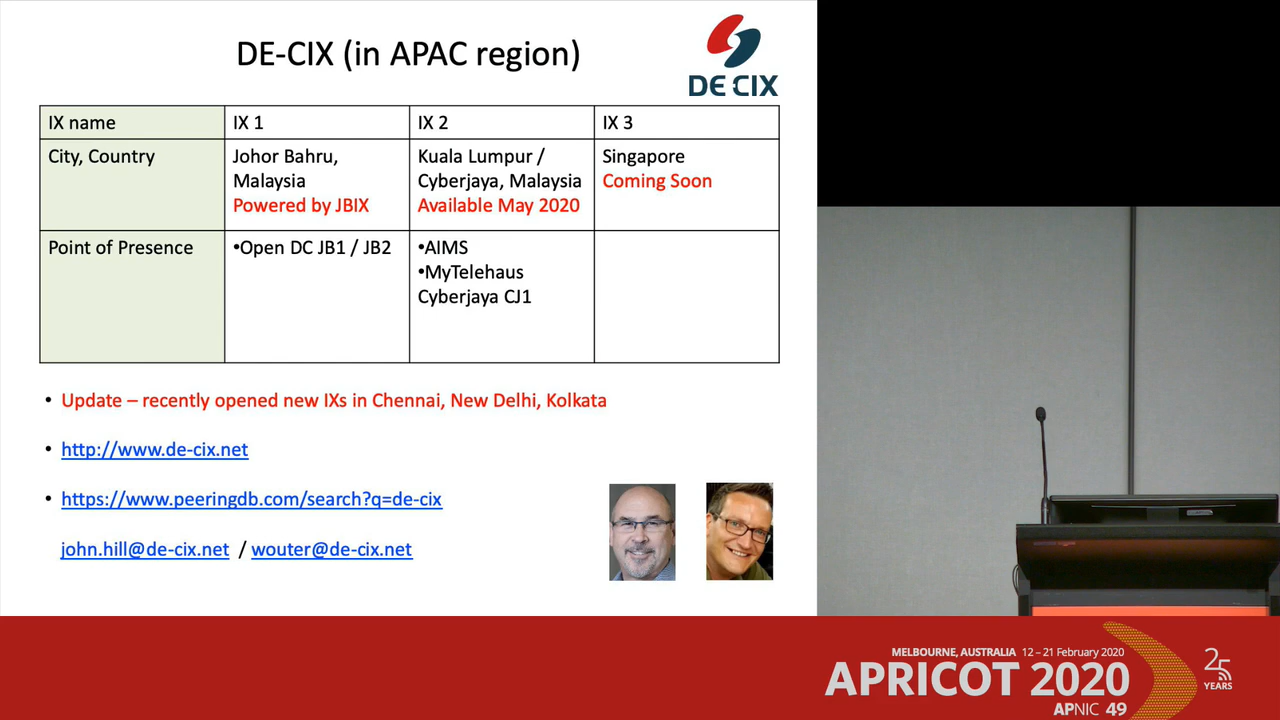 DE-CIX (in APAC region)
DE CIX
IX name
IX 1
IX 2
IX 3
City, Country
Johor Bahru,
Malaysia
Powered by JBIX
Kuala Lumpur /
Cyberjaya, Malaysia
Available May 2020
Singapore
Coming Soon
Point of Presence
•Open DC JB1 / JB2
•AIMS
•MyTelehaus
Cyberjaya CJ1
• Update – recently opened new IXs in Chennai, New Delhi, Kolkata
• http://www.de-cix.net
• https://www.peeringdb.com/search?q=de-cix
john.hill@de-cix.net / wouter@de-cix.net
MELBOURNE, AUSTRALIA 12 – 21 February 2020
APRICOT 2020
APNIC 49
25
YEARS